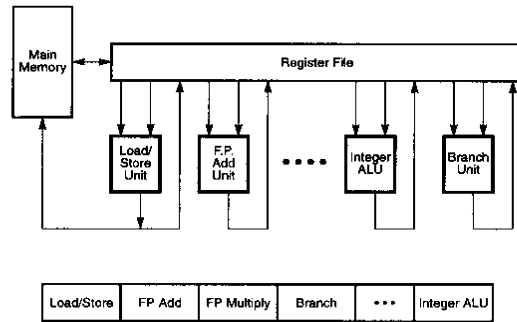 Main
Memory
Register File
Load/
Store
Unit
F.P.
Add
Unit
Integer
ALU
Branch
Unit
Load/Store FP Add FP Multiply Branch ••• Integer ALU